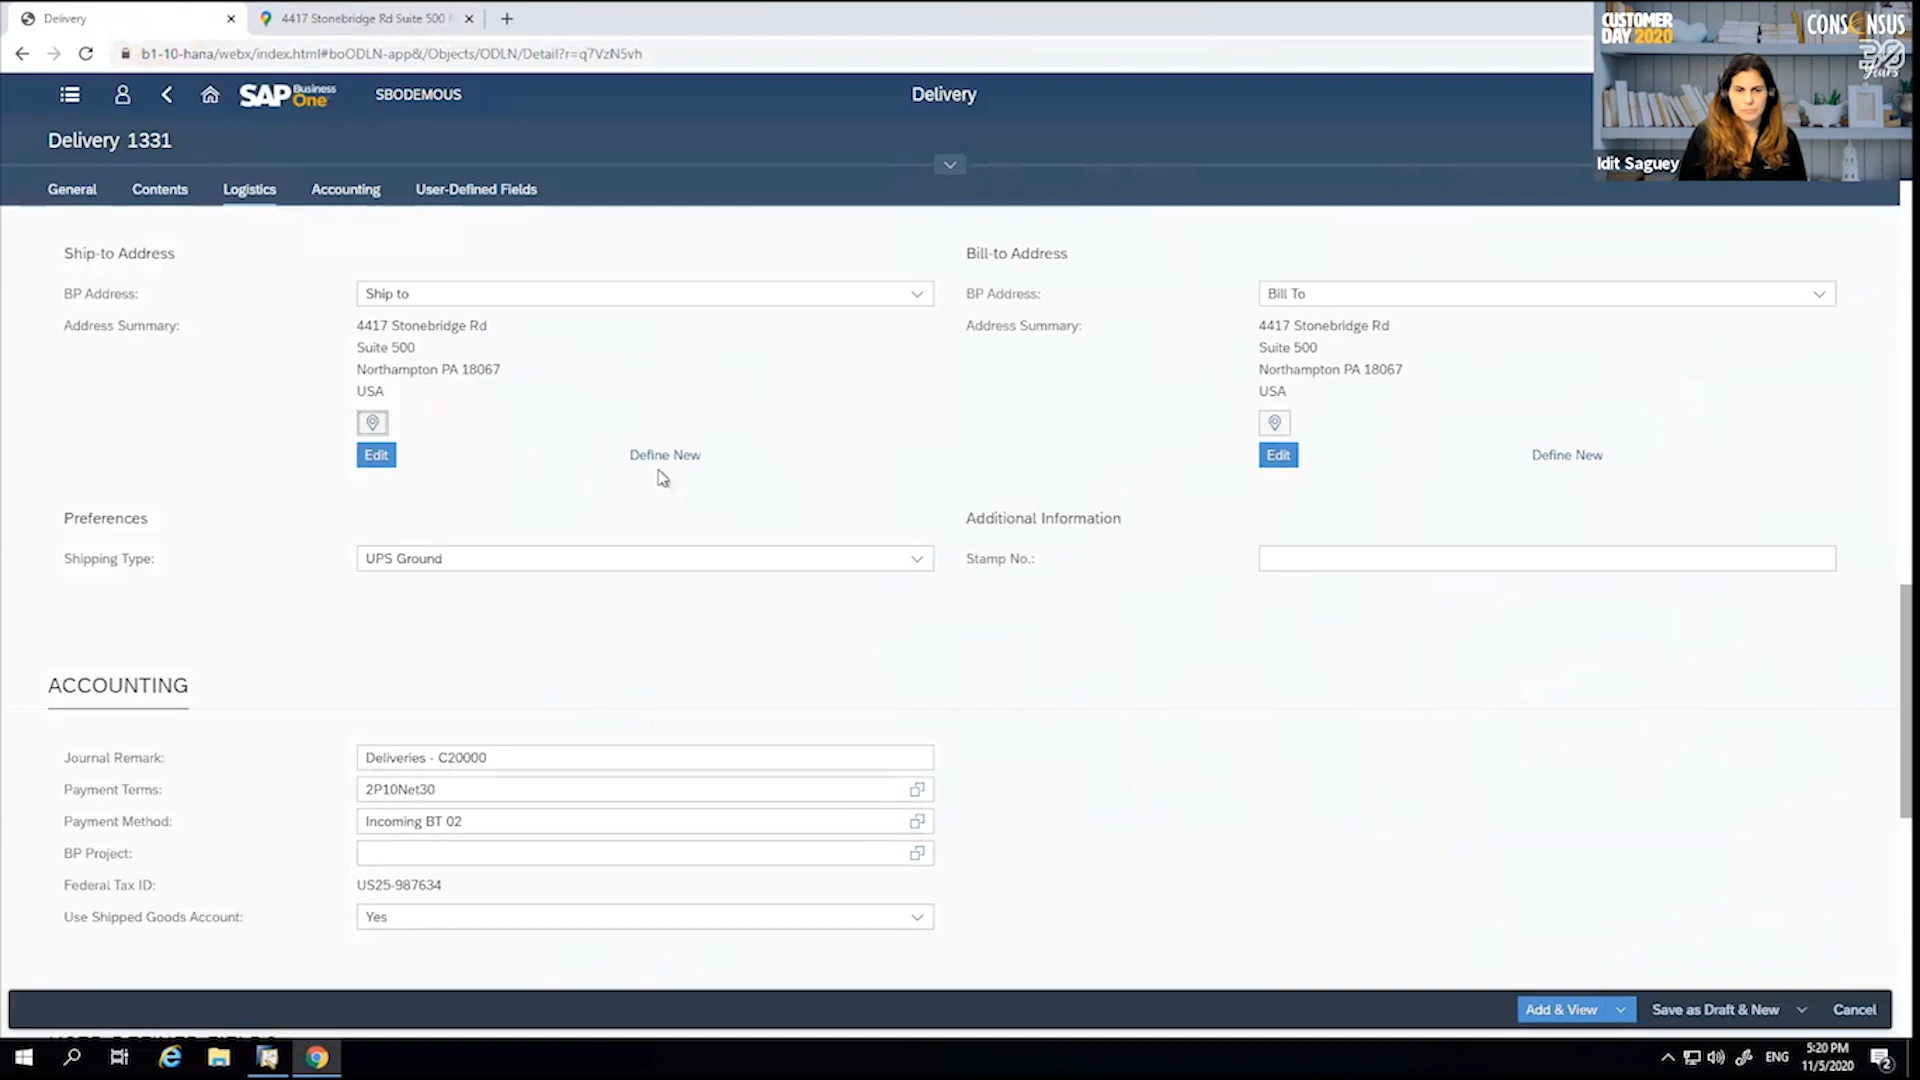 Delivery
4417 Stonebridge Rd Suite 500
b1-10-hana/webx/index.html#boODLN-app&/Objects/ODLN/Detail?r=q7VzN5vh
CUSTOMER
DAY 2020
CONSENSUS
30
Years
SAP Business One
SBODEMOUS
Delivery
Delivery 1331
Idit Saguey
General
Contents
Logistics
Accounting
User-Defined Fields
Ship-to Address
BP Address:
Ship to
Address Summary:
4417 Stonebridge Rd
Suite 500
Northampton PA 18067
USA
Edit
Define New
Bill-to Address
BP Address:
Bill To
Address Summary:
4417 Stonebridge Rd
Suite 500
Northampton PA 18067
USA
Edit
Define New
Preferences
Shipping Type:
UPS Ground
Additional Information
Stamp No.:
ACCOUNTING
Journal Remark:
Deliveries - C20000
Payment Terms:
2P10Net30
Payment Method:
Incoming BT 02
BP Project:
Federal Tax ID:
US25-987634
Use Shipped Goods Account:
Yes
Add & View
Save as Draft & New
Cancel
ENG
5:20 PM
11/5/2020
2